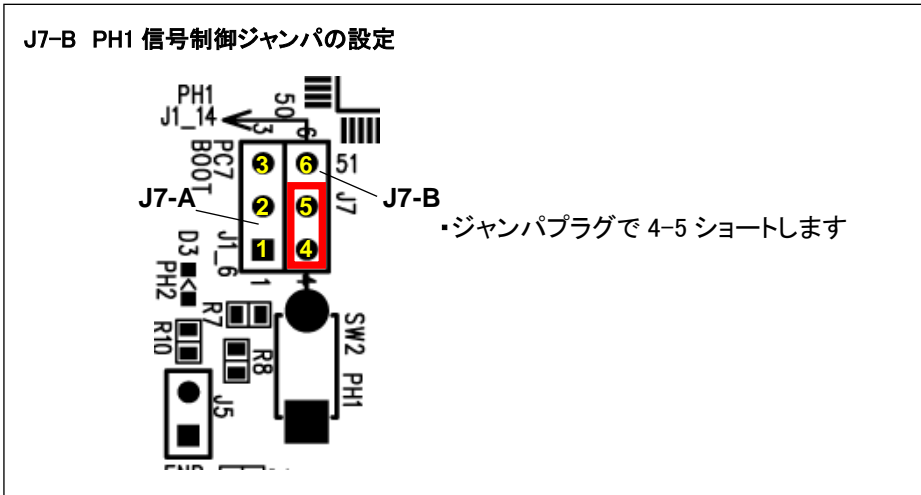 J7-B PH1 信号制御ジャンパの設定
PH1
J1_14
50
3
6
PC7
BOOT
3
6
51
J7-A
2
5
J7
J7-B
・ジャンパプラグで 4-5 ショートします
1
4
J1_6
D3
PH2
1
4
R7
R10
R8
SW2 PH1
J5